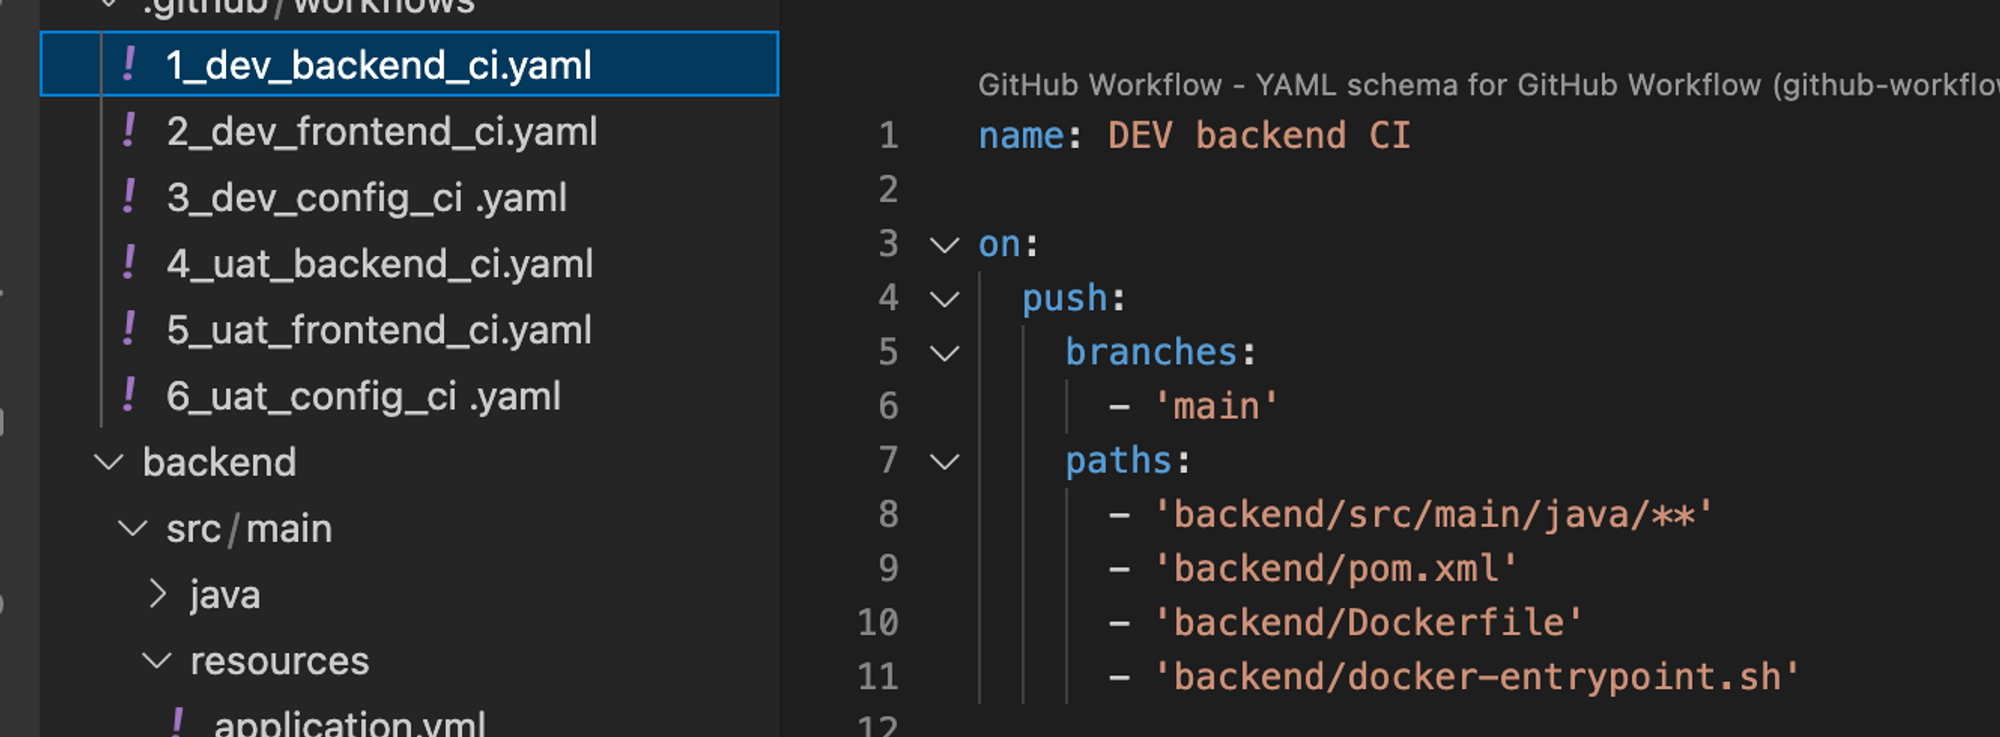 .github/workflows
! 1_dev_backend_ci.yaml
! 2_dev_frontend_ci.yaml
! 3_dev_config_ci .yaml
! 4_uat_backend_ci.yaml
! 5_uat_frontend_ci.yaml
! 6_uat_config_ci .yaml
backend
src/main
java
resources
! application.yml
GitHub Workflow - YAML schema for GitHub Workflow (github-workflow
1 name: DEV backend CI
2
3 on:
4 push:
5 branches:
6 - 'main'
7 paths:
8 - 'backend/src/main/java/**'
9 - 'backend/pom.xml'
10 - 'backend/Dockerfile'
11 - 'backend/docker-entrypoint.sh'
12